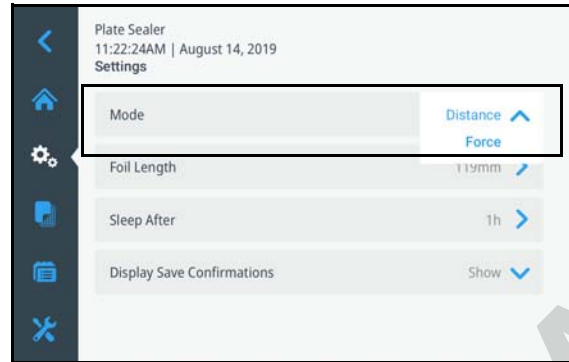 Plate Sealer
11:22:24AM | August 14, 2019
Settings
Mode Distance
Force
Foil Length 119mm
Sleep After 1h
Display Save Confirmations Show